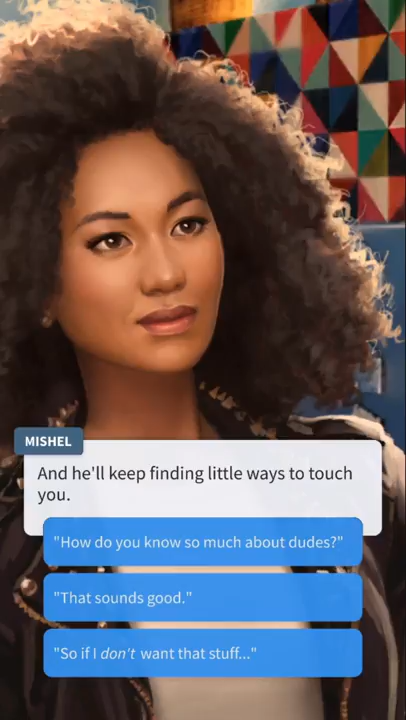 MISHEL
And he'll keep finding little ways to touch
you.
"How do you know so much about dudes?"
"That sounds good."
"So if I don't want that stuff..."